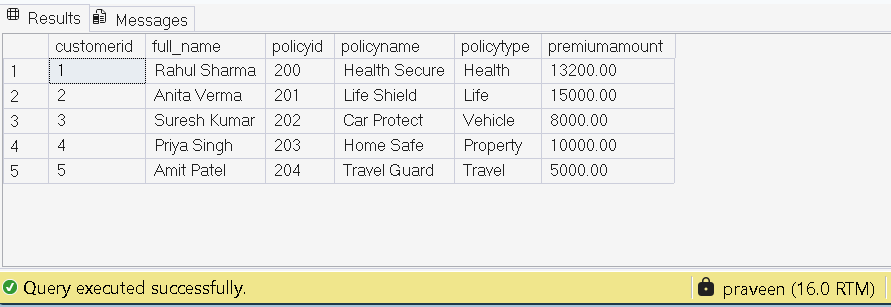 Results Messages
customerid full_name policyid policyname policytype premiumamount
1 1 Rahul Sharma 200 Health Secure Health 13200.00
2 2 Anita Verma 201 Life Shield Life 15000.00
3 3 Suresh Kumar 202 Car Protect Vehicle 8000.00
4 4 Priya Singh 203 Home Safe Property 10000.00
5 5 Amit Patel 204 Travel Guard Travel 5000.00
Query executed successfully. praveen (16.0 RTM)